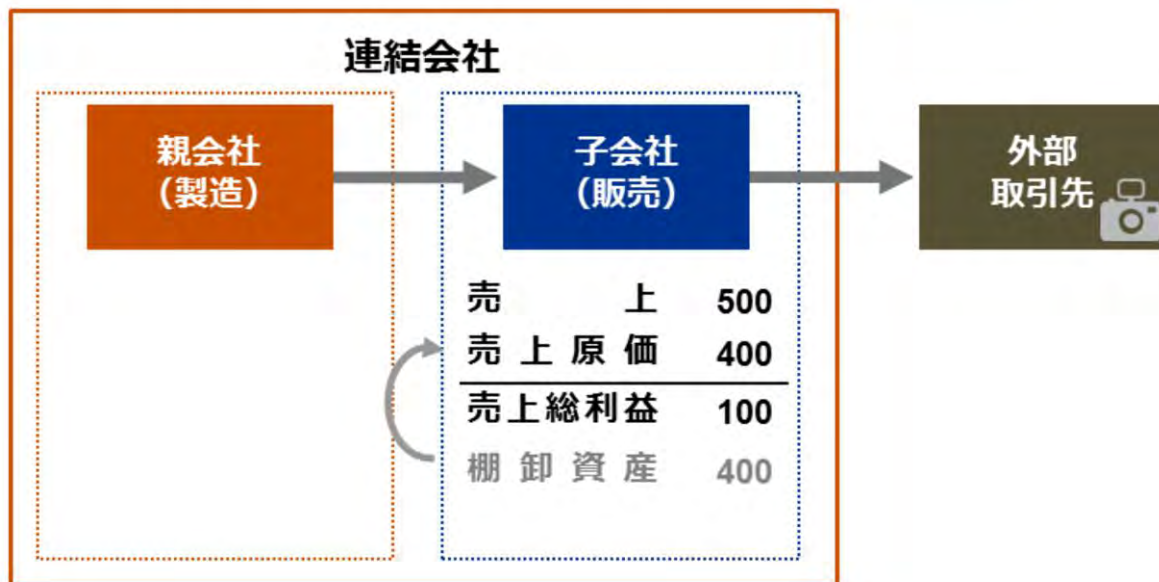 連結会社
親会社
（製造）
子会社
（販売）
外部
取引先
売上 500
売上原価 400
売上総利益 100
棚卸資産 400